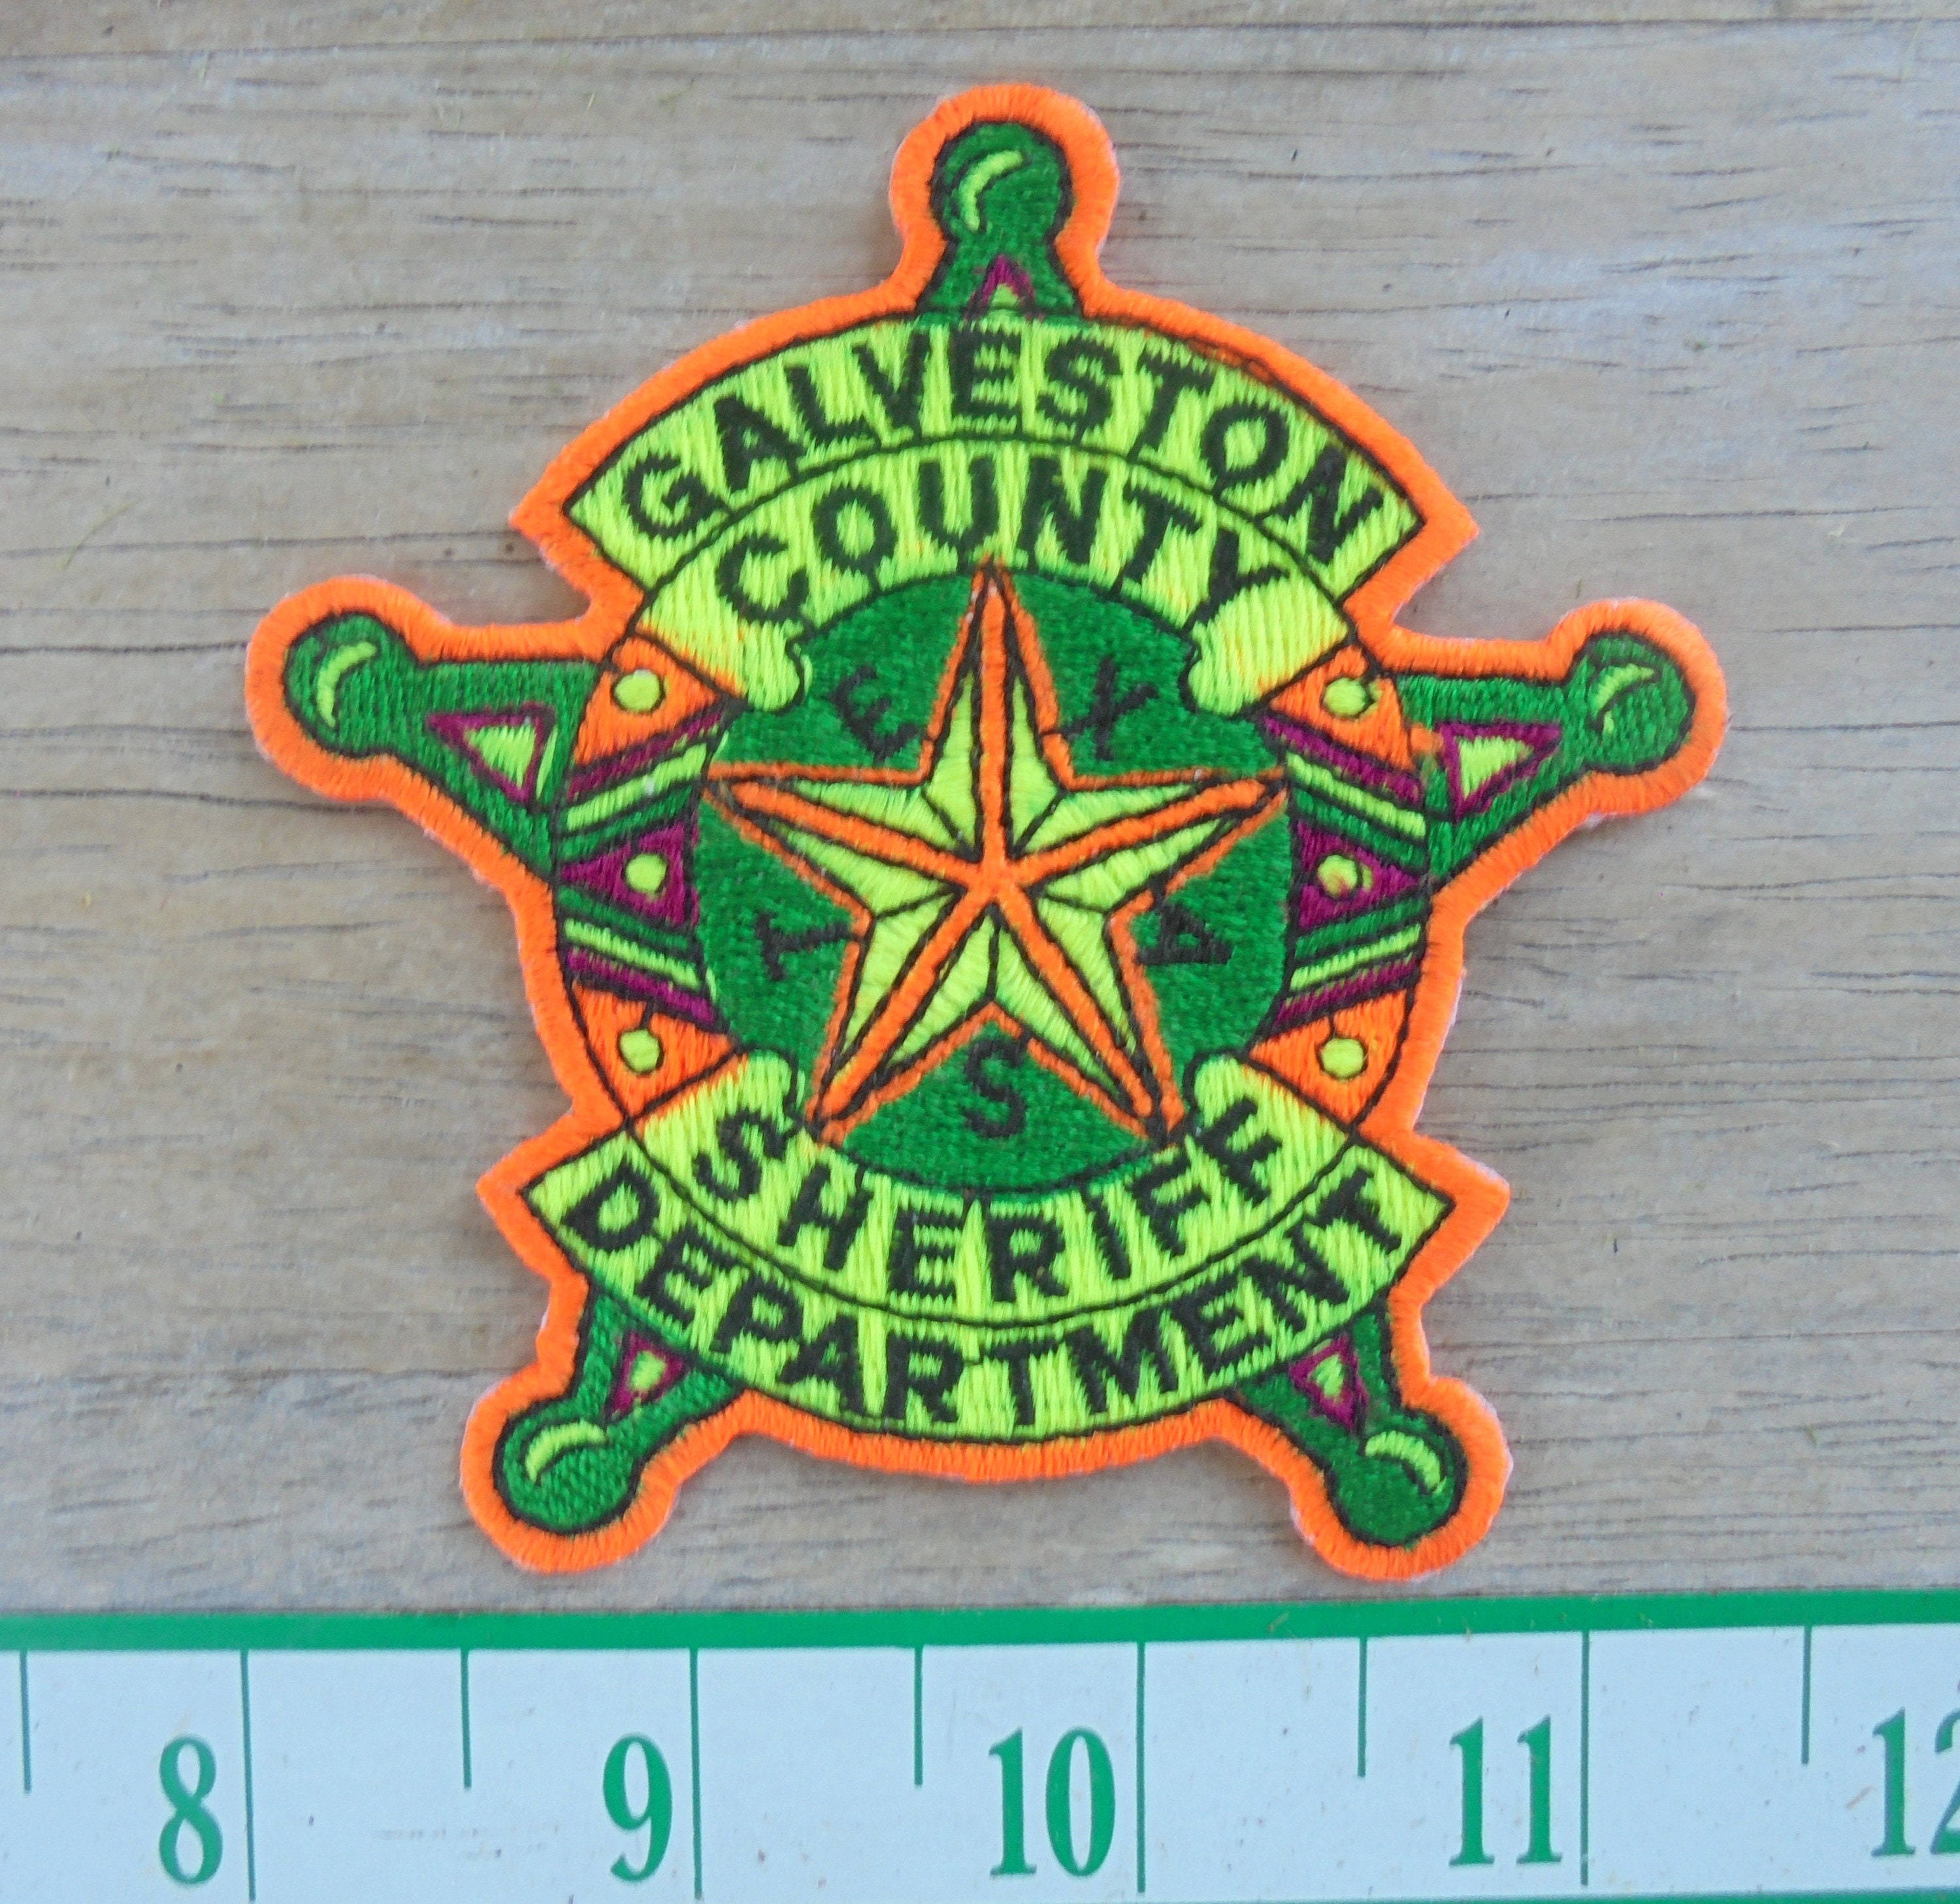 GALVESTON
COUNTY
TEXAS
SHERIFF
DEPARTMENT
8 9 10 11 12